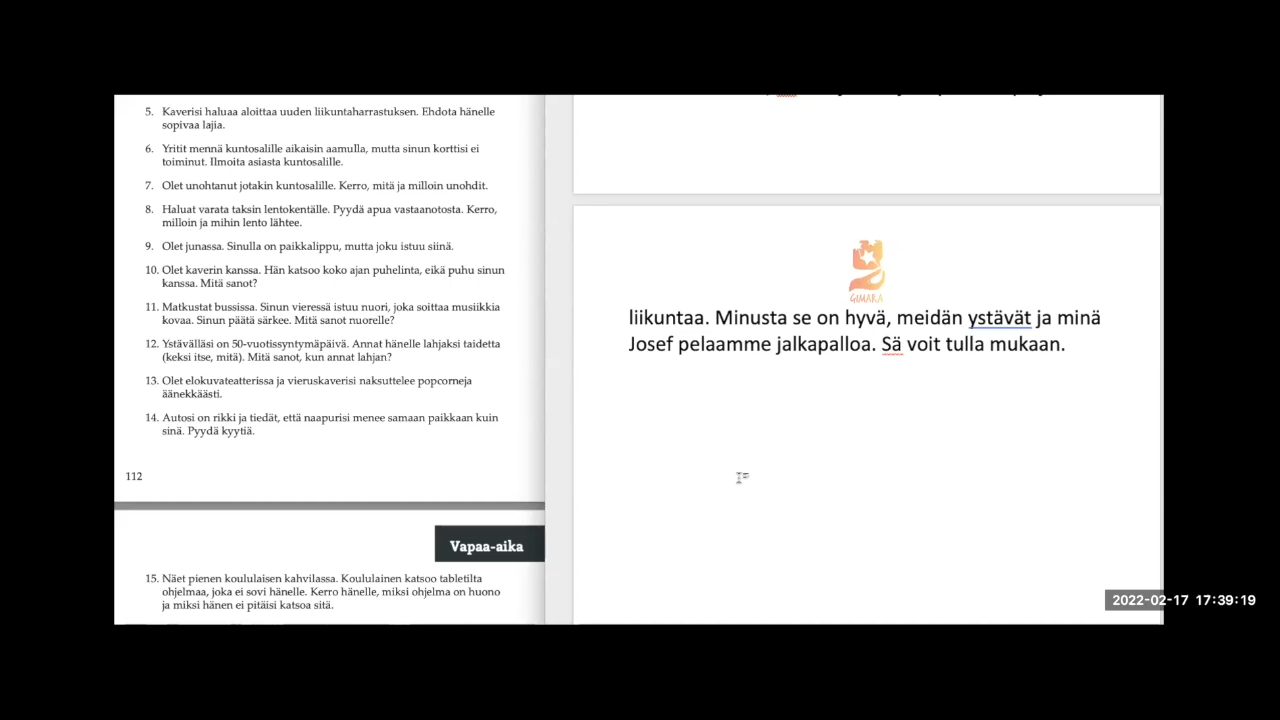 5. Kaverisi haluaa aloittaa uuden liikuntaharrastuksen. Ehdota hänelle
sopivaa lajia.
6. Yritit mennä kuntosalille aikaisin aamulla, mutta sinun korttisi ei
toiminut. Ilmoita asiasta kuntosalille.
7. Olet unohtanut jotakin kuntosalille. Kerro, mitä ja milloin unohdit.
8. Haluat varata taksin lentokentälle. Pyydä apua vastaanotosta. Kerro,
milloin ja mihin lento lähtee.
9. Olet junassa. Sinulla on paikkalippu, mutta joku istuu siinä.
10. Olet kaverin kanssa. Hän katsoo koko ajan puhelinta, eikä puhu sinun
kanssa. Mitä sanot?
11. Matkustat bussissa. Sinun vieressä istuu nuori, joka soittaa musiikkia
kovaa. Sinun päätä särkee. Mitä sanot nuorelle?
12. Ystävälläsi on 50-vuotissyntymäpäivä. Annat hänelle lahjaksi taidetta
(keksi itse, mitä). Mitä sanot, kun annat lahjan?
13. Olet elokuvateatterissa ja vieruskaverisi naksuttelee popcorneja
äänekkäästi.
14. Autosi on rikki ja tiedät, että naapurisi menee samaan paikkaan kuin
sinä. Pyydä kyytiä.
112
Vapaa-aika
15. Näet pienen koululaisen kahvilassa. Koululainen katsoo tabletilta
ohjelmaa, joka ei sovi hänelle. Kerro hänelle, miksi ohjelma on huono
ja miksi hänen ei pitäisi katsoa sitä.
GIMARA
liikuntaa. Minusta se on hyvä, meidän ystävät ja minä
Josef pelaamme jalkapalloa. Sä voit tulla mukaan.
2022-02-17 17:39:19